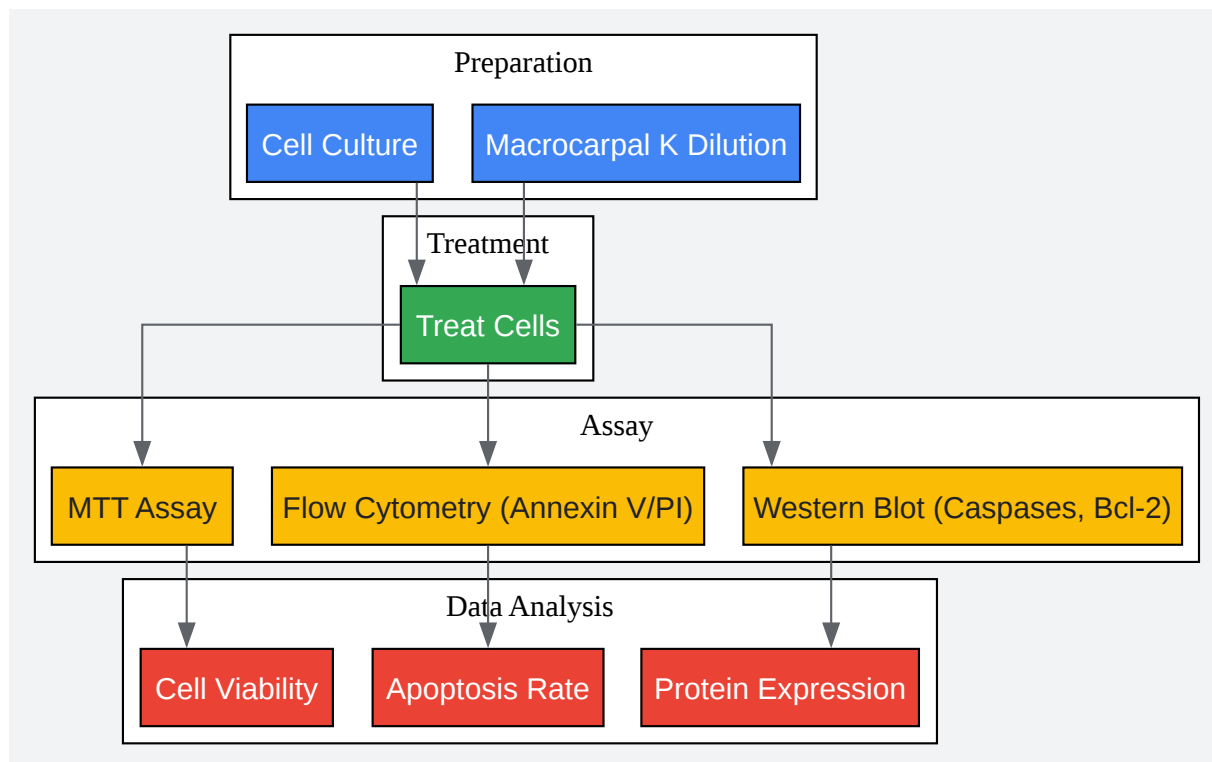 Preparation
Cell Culture
Macrocarpal K Dilution
Treatment
Treat Cells
Assay
MTT Assay
Flow Cytometry (Annexin V/PI)
Western Blot (Caspases, Bcl-2)
Data Analysis
Cell Viability
Apoptosis Rate
Protein Expression